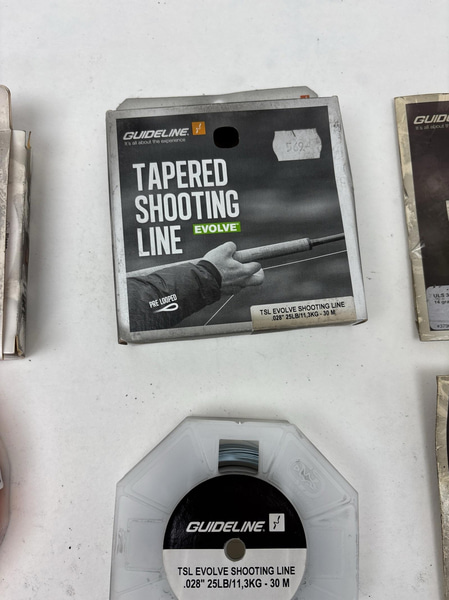 GUIDELINE
it's all about the experience
TAPERED
SHOOTING
LINE
EVOLVE
PRE LOOPED
TSL EVOLVE SHOOTING LINE
.028" 25LB/11,3KG - 30 M
GUIDELINE
TSL EVOLVE SHOOTING LINE
.028" 25LB/11,3KG - 30 M